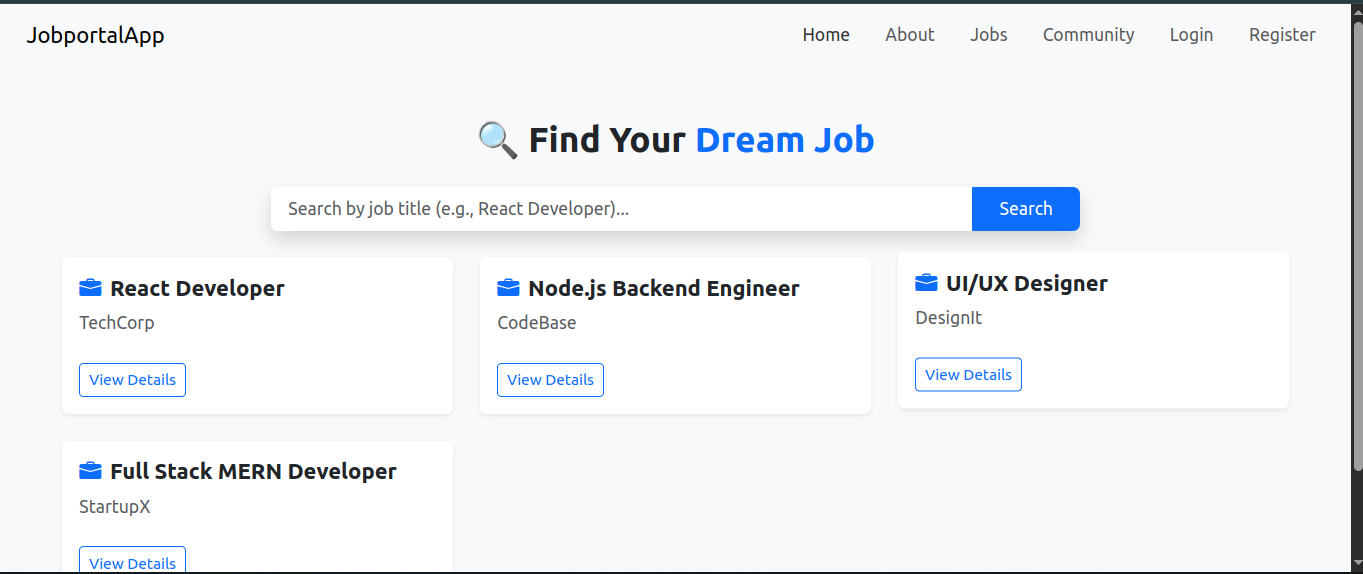 JobportalApp
Home About Jobs Community Login Register
Find Your Dream Job
Search by job title (e.g., React Developer)... Search
React Developer
TechCorp
View Details
Node.js Backend Engineer
CodeBase
View Details
UI/UX Designer
DesignIt
View Details
Full Stack MERN Developer
StartupX
View Details